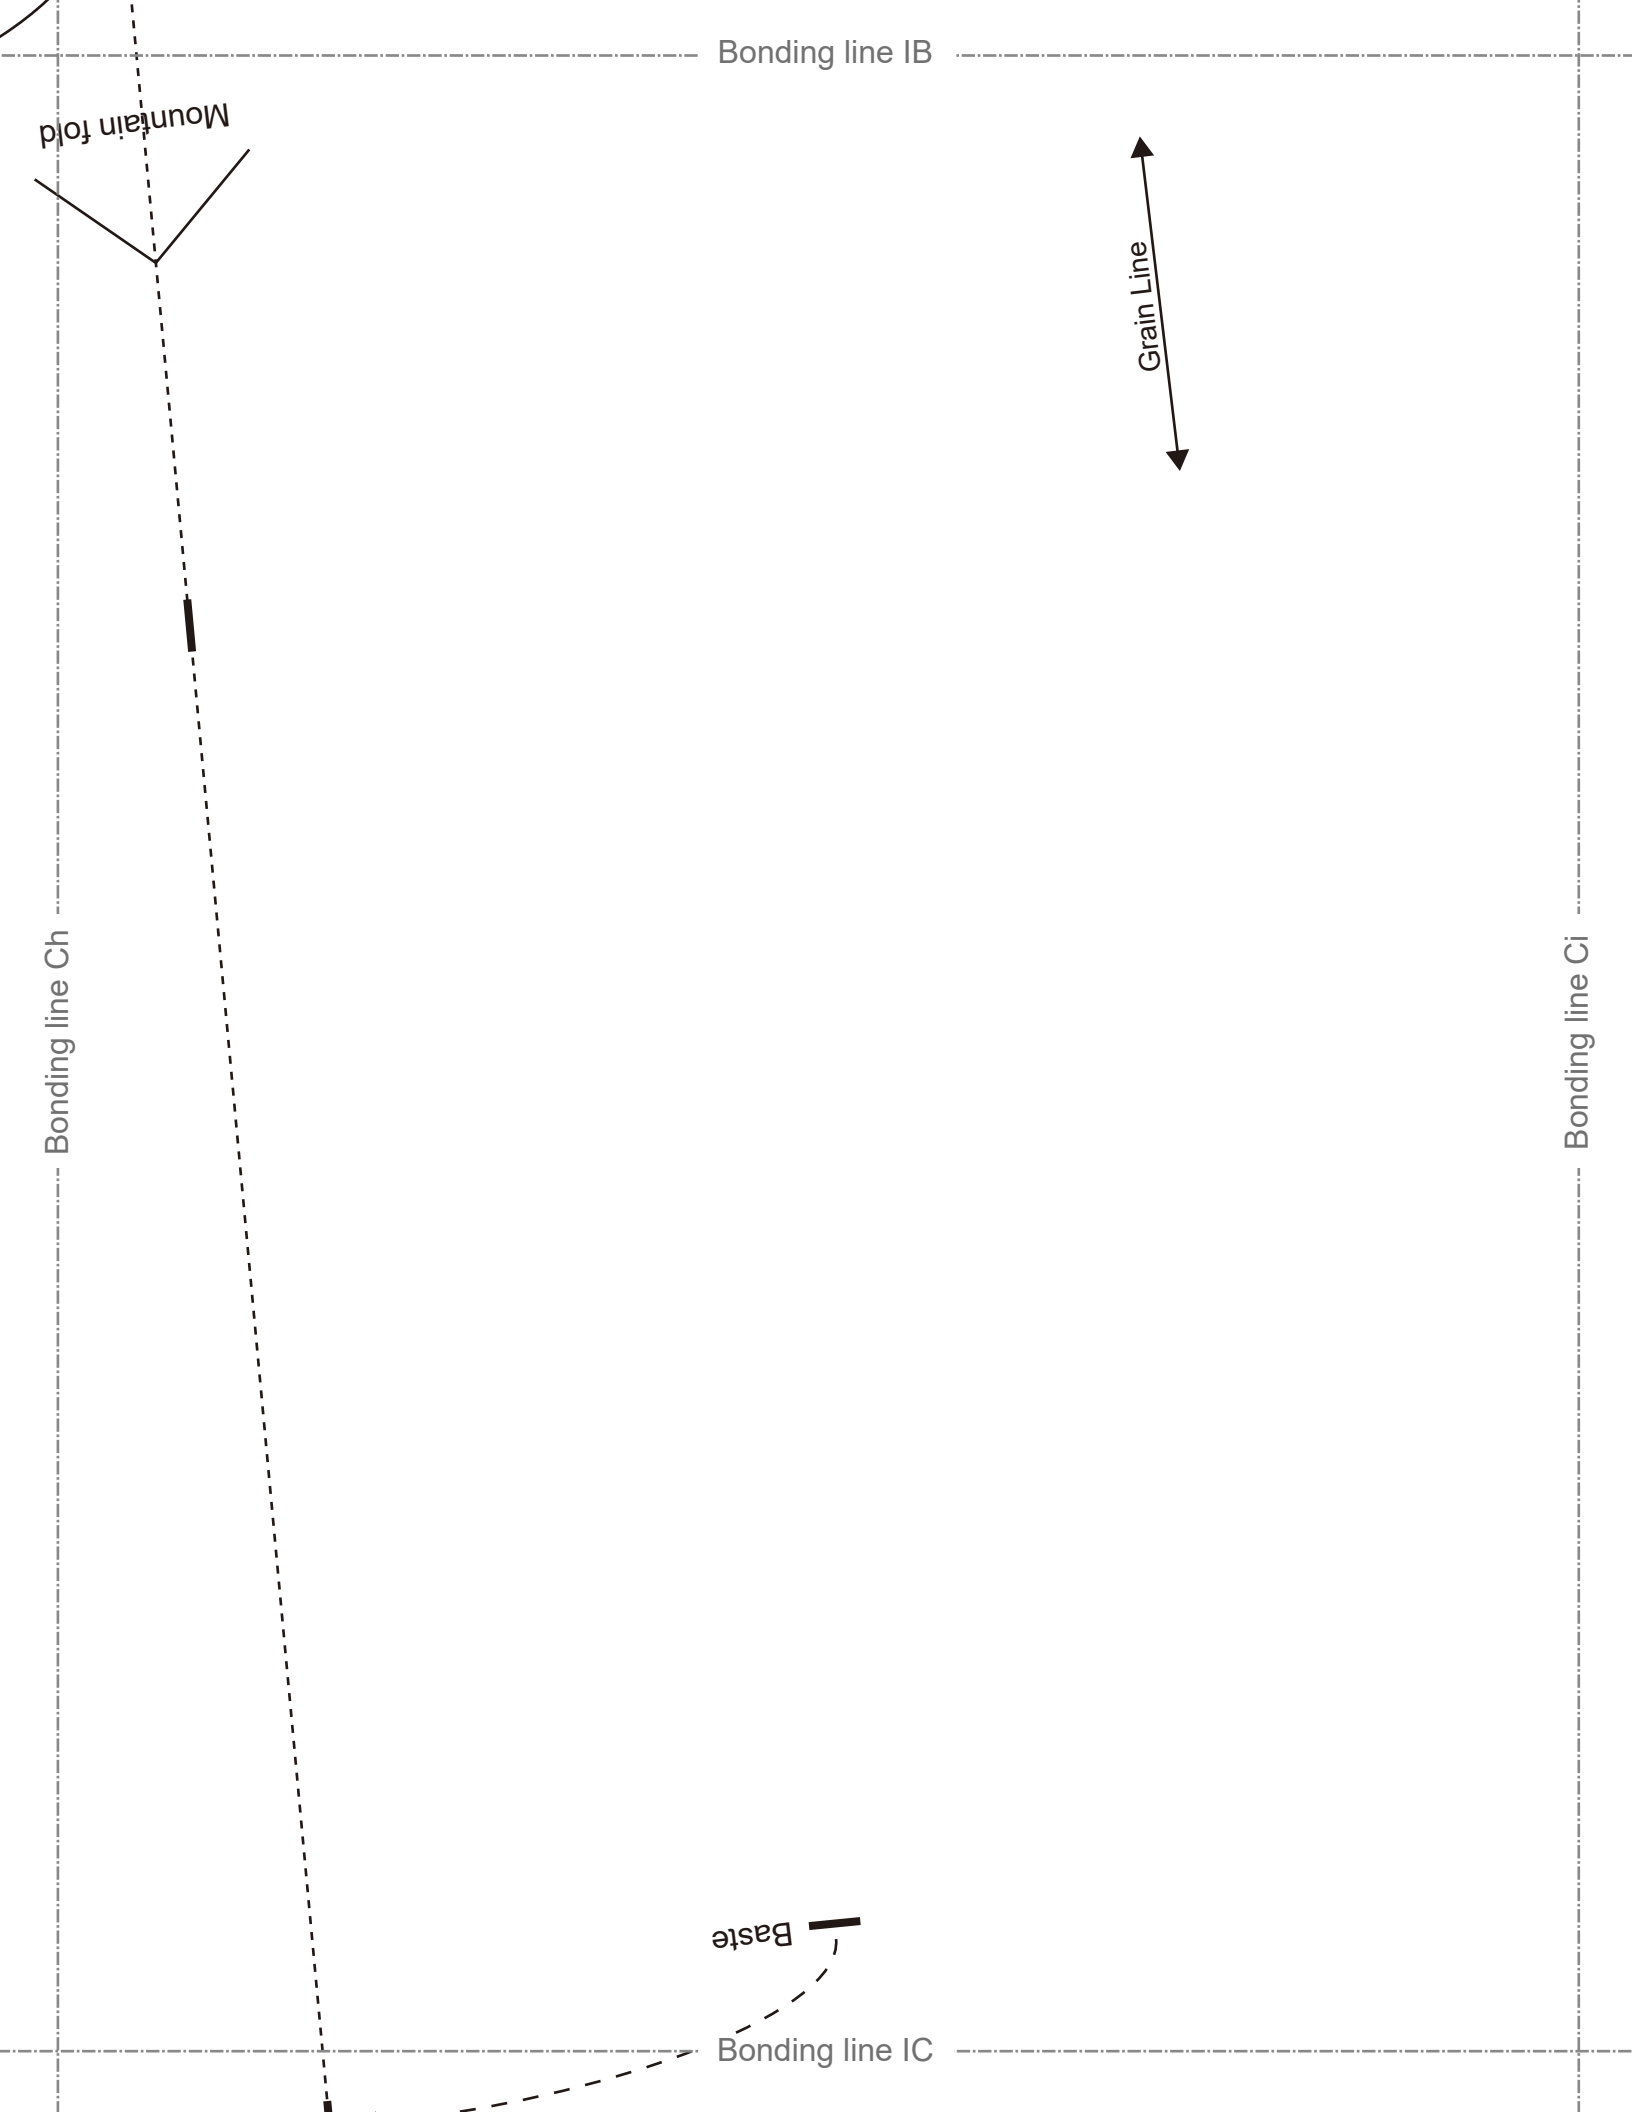 Bonding line IB
Mountain fold
Grain Line
Bonding line Ch
Bonding line Ci
Baste
Bonding line IC